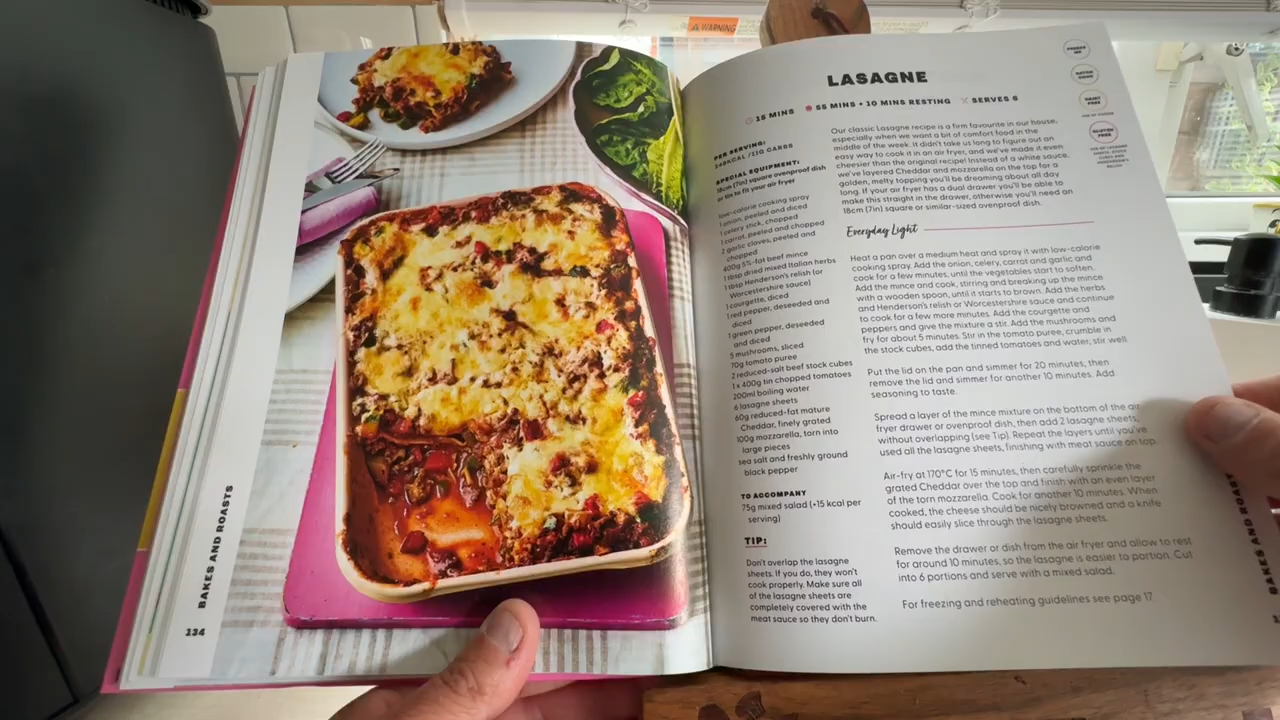 WARNING
BAKES AND ROASTS
134
LASAGNE
15 MINS
55 MINS + 10 MINS RESTING
SERVES 6
PER SERVING:
CARBS
SPECIAL EQUIPMENT:
18cm (7in) square ovenproof dish
or tin to fit your air fryer
low-calorie cooking spray
1 onion, peeled and diced
1 celery stick, chopped
1 carrot, peeled and chopped
2 garlic cloves, peeled and
chopped
400g 5%-fat beef mince
1 tbsp dried mixed Italian herbs
1 tbsp Henderson's relish (or
Worcestershire sauce)
1 courgette, diced
1 red pepper, deseeded and
diced
1 green pepper, deseeded
and diced
5 mushrooms, sliced
70g tomato puree
2 reduced-salt beef stock cubes
1 x 400g tin chopped tomatoes
200ml boiling water
6 lasagne sheets
60g reduced-fat mature
Cheddar, finely grated
100g mozzarella, torn into
large pieces
sea salt and freshly ground
black pepper
TO ACCOMPANY
75g mixed salad (+15 kcal per
serving)
TIP:
Don't overlap the lasagne
sheets. If you do, they won't
cook properly. Make sure all
of the lasagne sheets are
completely covered with the
meat sauce so they don't burn.
Our classic Lasagne recipe is a firm favourite in our house,
especially when we want a bit of comfort food in the
middle of the week. It didn't take us long to figure out an
easy way to cook it in an air fryer, and we've made it even
cheesier than the original recipe! Instead of a white sauce,
we've layered Cheddar and mozzarella on the top for a
golden, melty topping you'll be dreaming about all day
long. If your air fryer has a dual drawer you'll be able to
make this straight in the drawer, otherwise you'll need an
18cm (7in) square or similar-sized ovenproof dish.
Everyday Light
Heat a pan over a medium heat and spray it with low-calorie
cooking spray. Add the onion, celery, carrot and garlic and
cook for a few minutes, until the vegetables start to soften.
Add the mince and cook, stirring and breaking up the mince
with a wooden spoon, until it starts to brown. Add the herbs
and Henderson's relish or Worcestershire sauce and continue
to cook for a few more minutes. Add the courgette and
peppers and give the mixture a stir. Add the mushrooms and
fry for about 5 minutes. Stir in the tomato puree, crumble in
the stock cubes, add the tinned tomatoes and water, stir well.
Put the lid on the pan and simmer for 20 minutes, then
remove the lid and simmer for another 10 minutes. Add
seasoning to taste.
Spread a layer of the mince mixture on the bottom of the air
fryer drawer or ovenproof dish, then add 2 lasagne sheets,
without overlapping (see Tip). Repeat the layers until you've
used all the lasagne sheets, finishing with meat sauce on top.
Air-fry at 170°C for 15 minutes, then carefully sprinkle the
grated Cheddar over the top and finish with an even layer
of the torn mozzarella. Cook for another 10 minutes. When
cooked, the cheese should be nicely browned and a knife
should easily slice through the lasagne sheets.
Remove the drawer or dish from the air fryer and allow to rest
for around 10 minutes, so the lasagne is easier to portion. Cut
into 6 portions and serve with a mixed salad.
For freezing and reheating guidelines see page 17
DAIRY
FREE
GLUTEN
FREE
BAKES AND ROAST